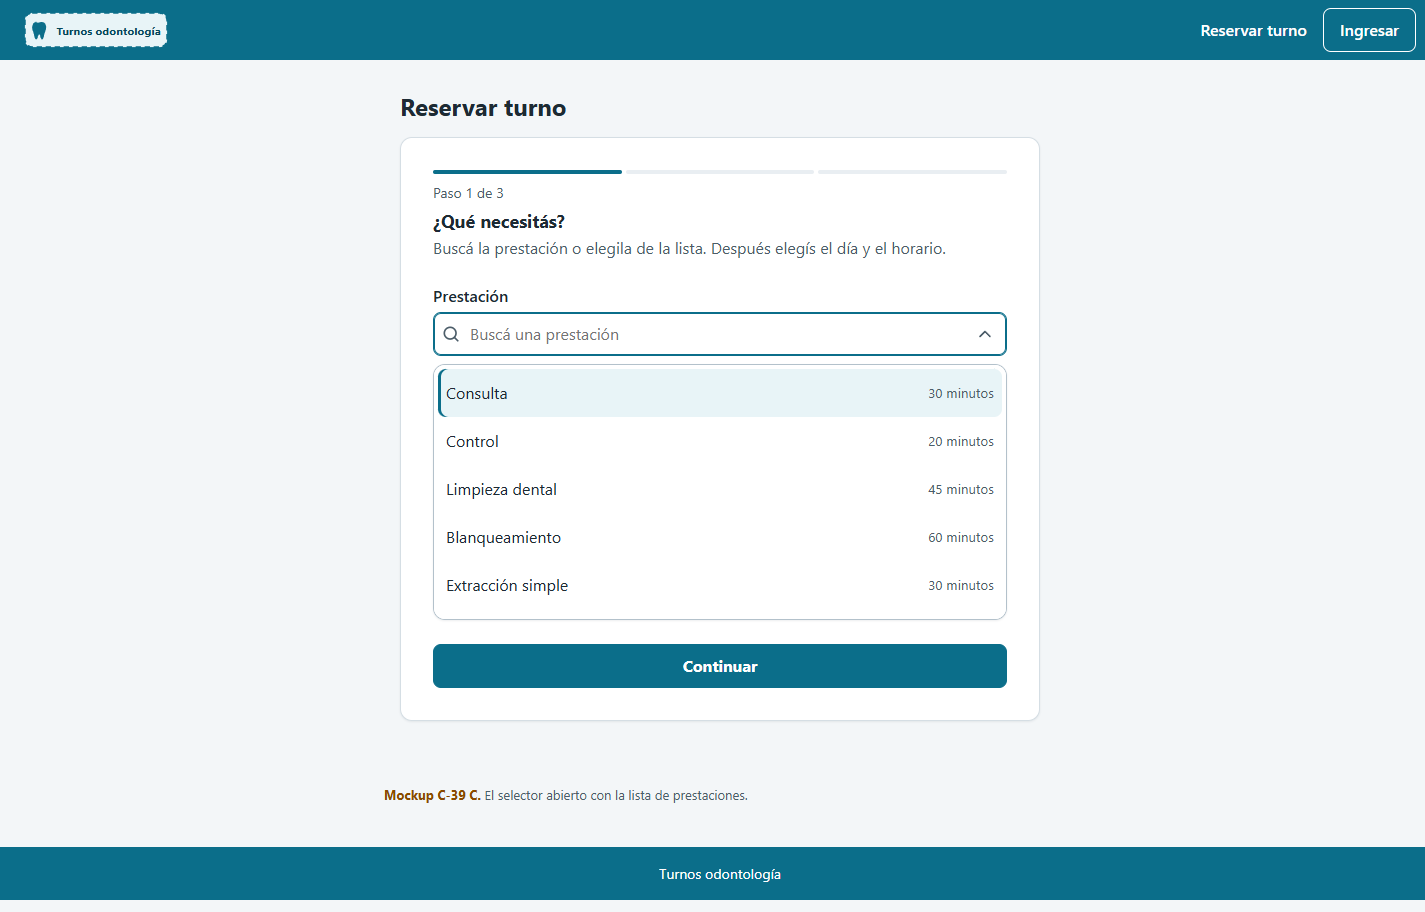 Turnos odontología
Reservar turno
Ingresar
Reservar turno
Paso 1 de 3
¿Qué necesitás?
Buscá la prestación o elegila de la lista. Después elegís el día y el horario.
Prestación
Buscá una prestación
Consulta 30 minutos
Control 20 minutos
Limpieza dental 45 minutos
Blanqueamiento 60 minutos
Extracción simple 30 minutos
Continuar
Mockup C-39 C. El selector abierto con la lista de prestaciones.
Turnos odontología